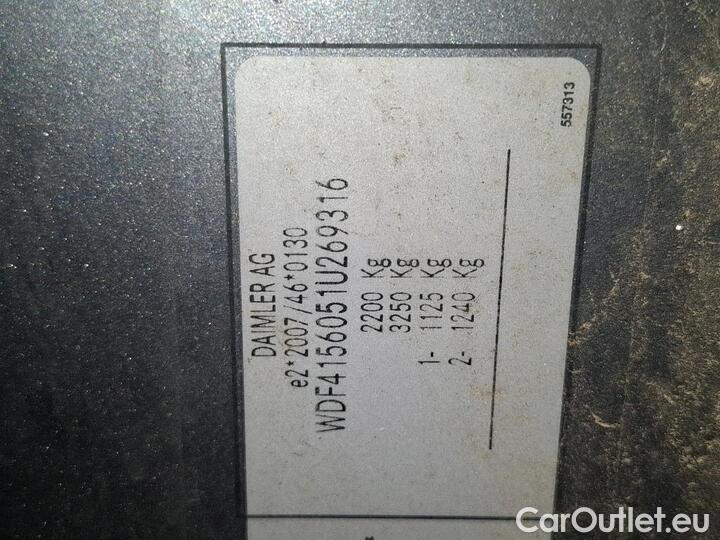 DAIMLER AG
e2*2007/46*0130
WDF4156051U269316
2200 Kg
3250 Kg
1- 1125 Kg
2- 1240 Kg
557313
CarOutlet.eu